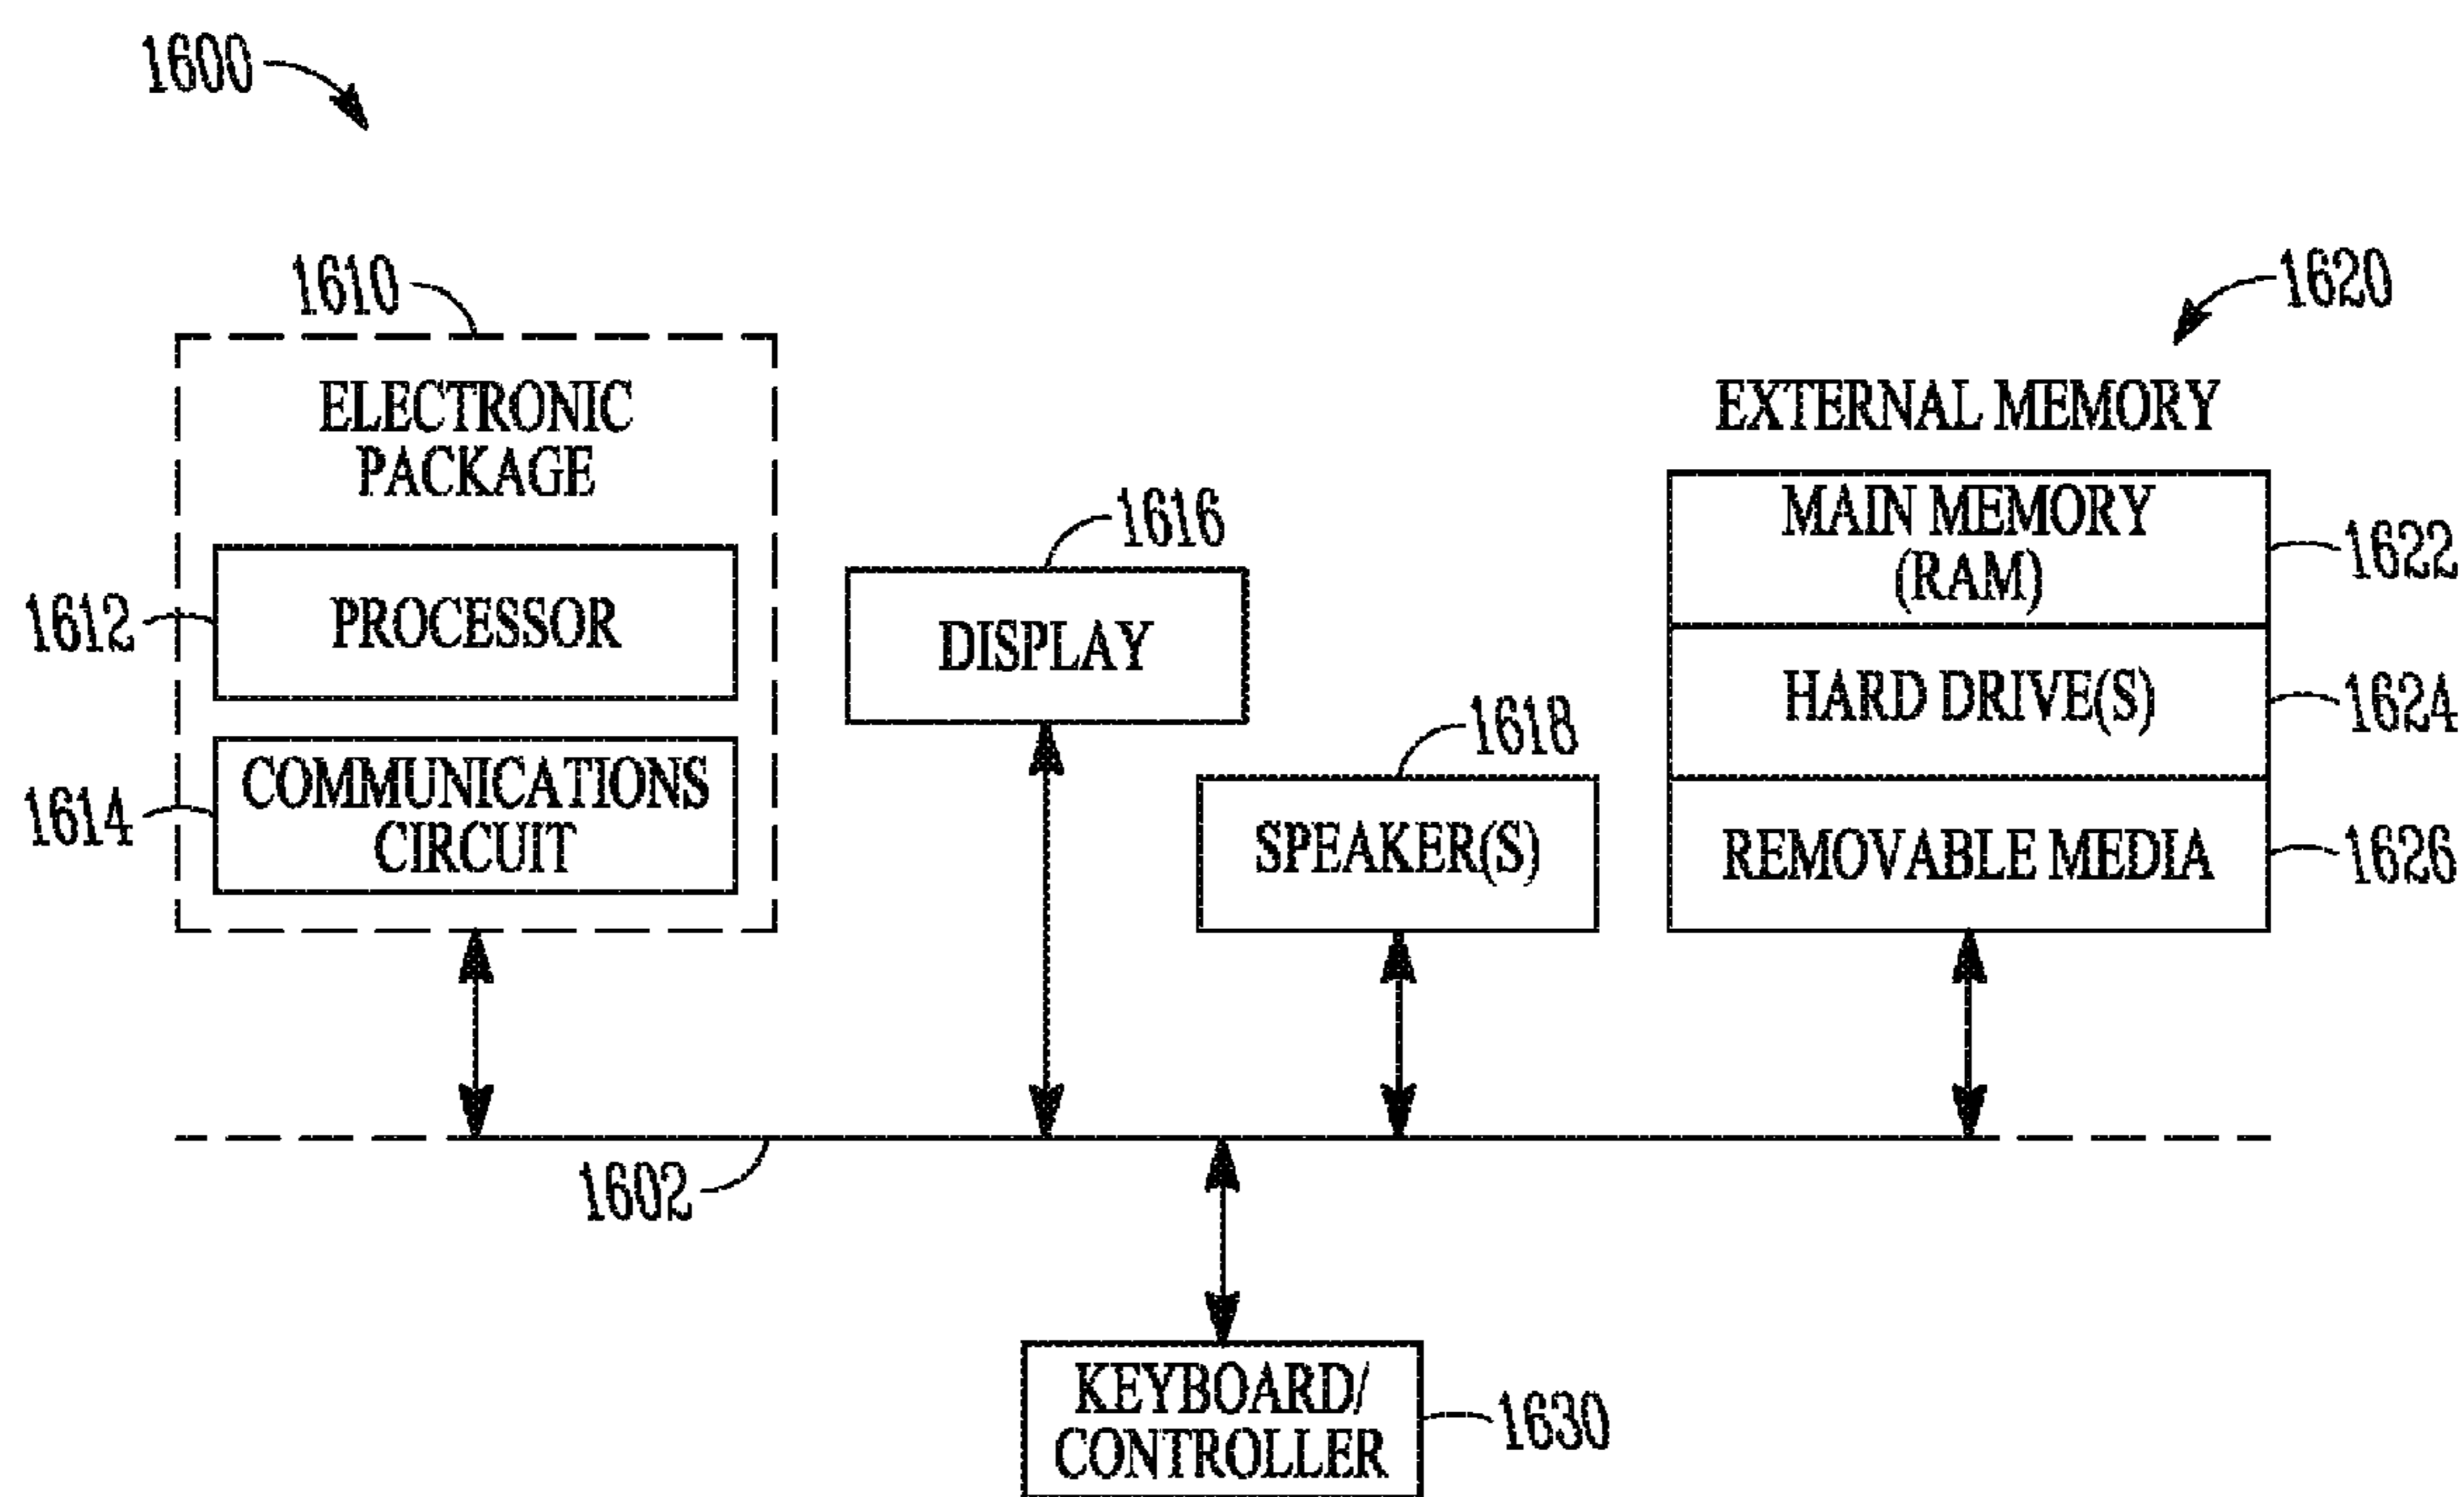 1600
1610
1620
ELECTRONIC
PACKAGE
EXTERNAL MEMORY
1616
MAIN MEMORY
(RAM)
1622
1612
PROCESSOR
DISPLAY
HARD DRIVE(S)
1624
1618
1614
COMMUNICATIONS
CIRCUIT
SPEAKER(S)
REMOVABLE MEDIA
1626
1602
KEYBOARD/
CONTROLLER
1630